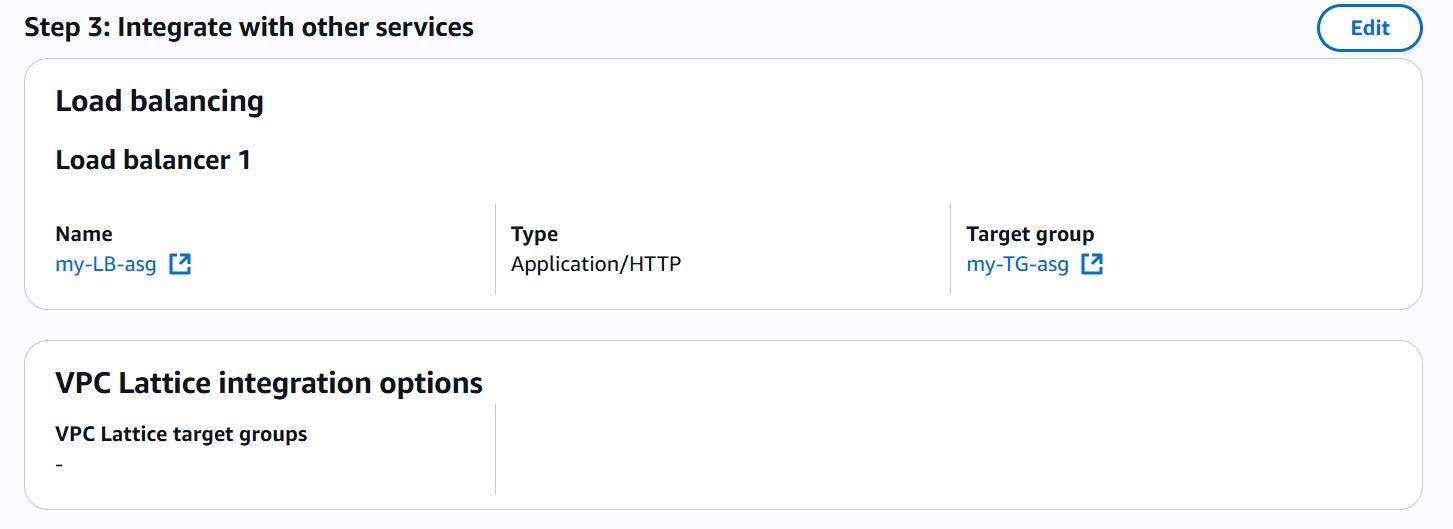 Step 3: Integrate with other services
Edit
Load balancing
Load balancer 1
Name
my-LB-asg
Type
Application/HTTP
Target group
my-TG-asg
VPC Lattice integration options
VPC Lattice target groups
-